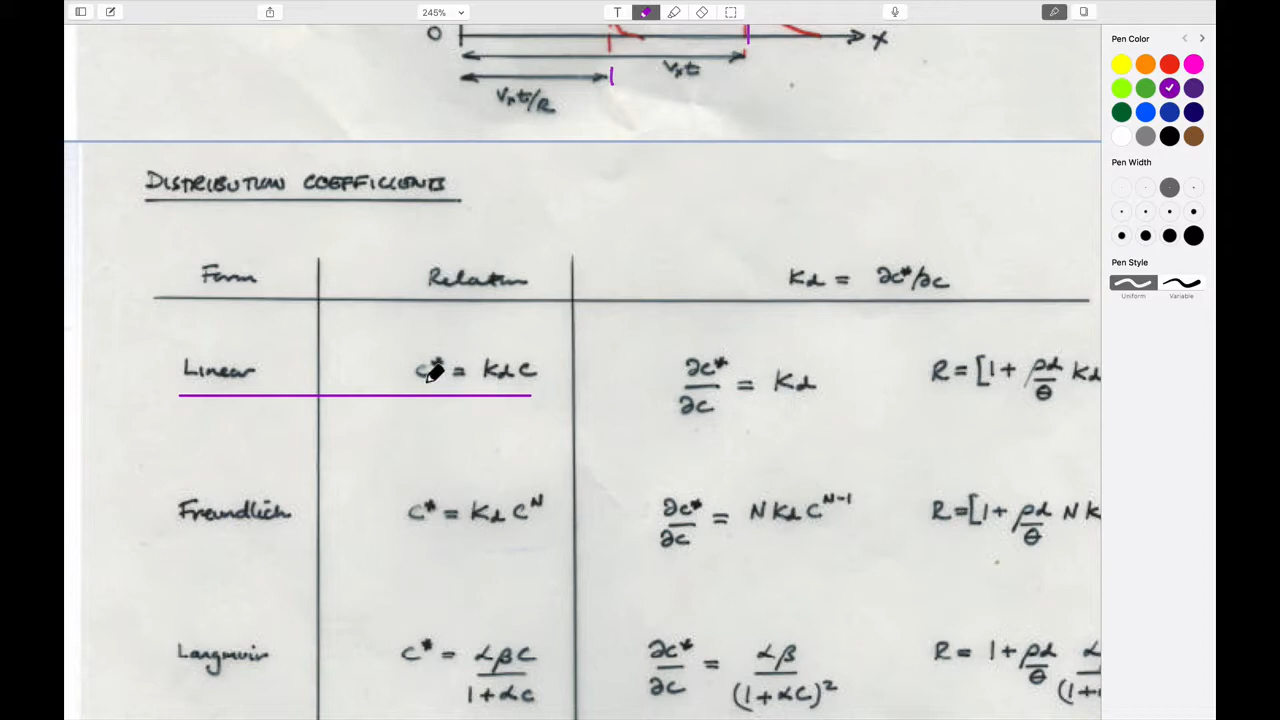 245%
T
Pen Color
0
x
vₓt
vₓt/R
Pen Width
Pen Style
Uniform Variable
DISTRIBUTION COEFFICIENTS
Form Relation Kd = ∂c*/∂c
Linear c* = Kd c ∂c*/∂c = Kd R = [1 + ρd/θ Kd
Freundlich c* = Kd c^N ∂c*/∂c = N Kd c^N-1 R = [1 + ρd/θ N K
Langmuir c* = αβc/1+αc ∂c*/∂c = αβ/(1+αc)² R = 1 + ρd/θ α/(1+